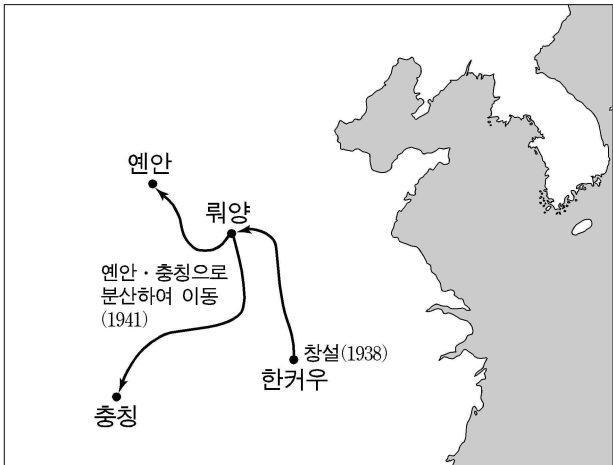 옌안
뤄양
옌안·충칭으로
분산하여 이동
(1941)
창설(1938)
한커우
충칭